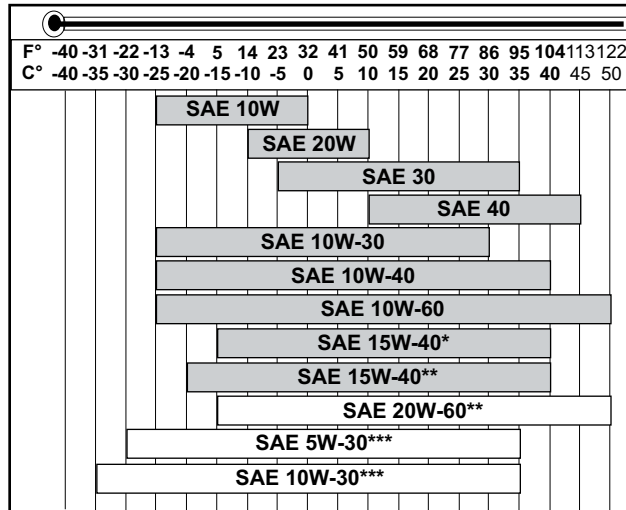 F° -40 -31 -22 -13 -4 5 14 23 32 41 50 59 68 77 86 95 104 113 122
C° -40 -35 -30 -25 -20 -15 -10 -5 0 5 10 15 20 25 30 35 40 45 50
SAE 10W
SAE 20W
SAE 30
SAE 40
SAE 10W-30
SAE 10W-40
SAE 10W-60
SAE 15W-40*
SAE 15W-40**
SAE 20W-60**
SAE 5W-30***
SAE 10W-30***